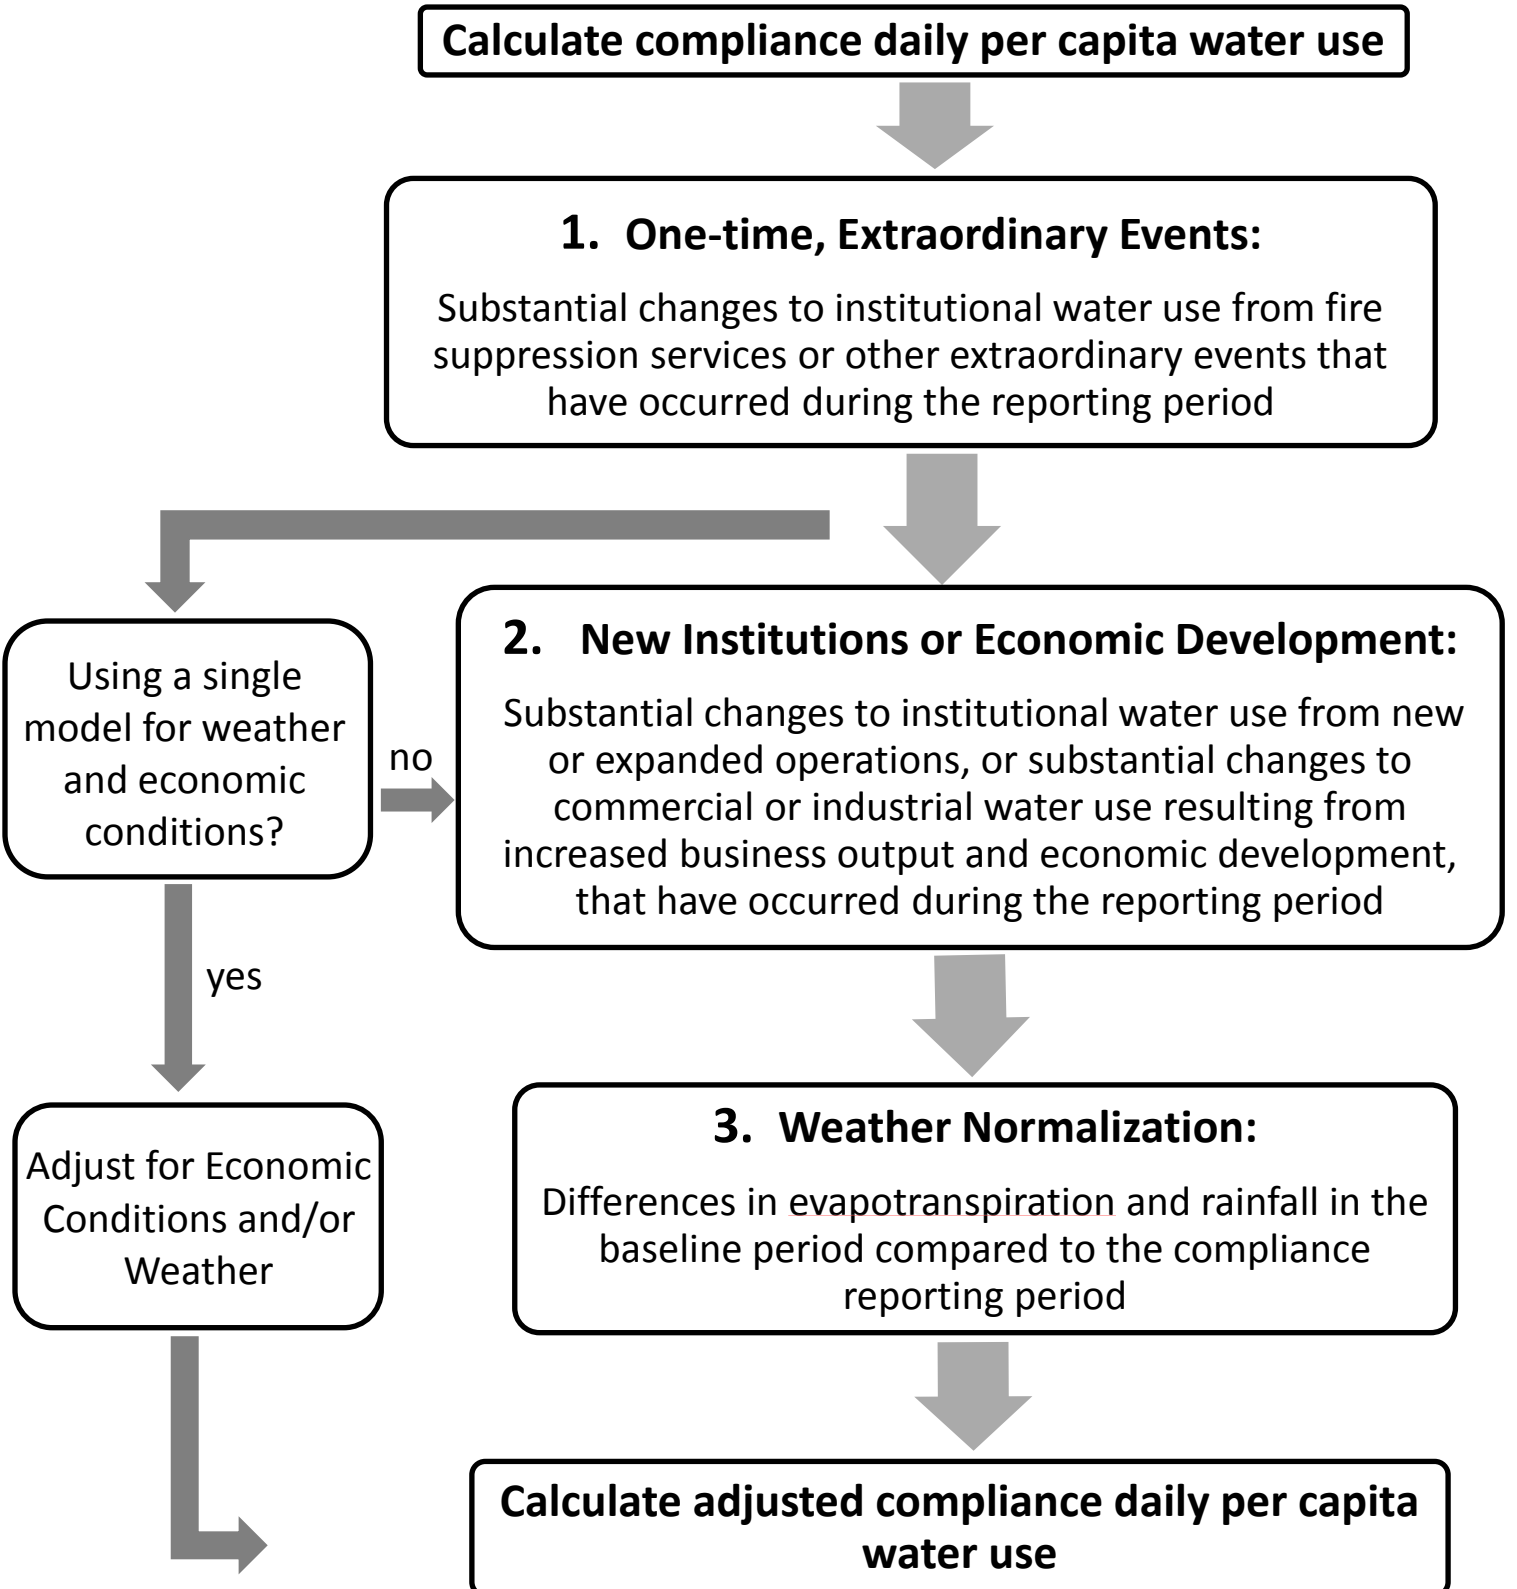 Calculate compliance daily per capita water use
1. One-time, Extraordinary Events:
Substantial changes to institutional water use from fire
suppression services or other extraordinary events that
have occurred during the reporting period
Using a single
model for weather
and economic
conditions?
no
yes
2. New Institutions or Economic Development:
Substantial changes to institutional water use from new
or expanded operations, or substantial changes to
commercial or industrial water use resulting from
increased business output and economic development,
that have occurred during the reporting period
Adjust for Economic
Conditions and/or
Weather
3. Weather Normalization:
Differences in evapotranspiration and rainfall in the
baseline period compared to the compliance
reporting period
Calculate adjusted compliance daily per capita
water use